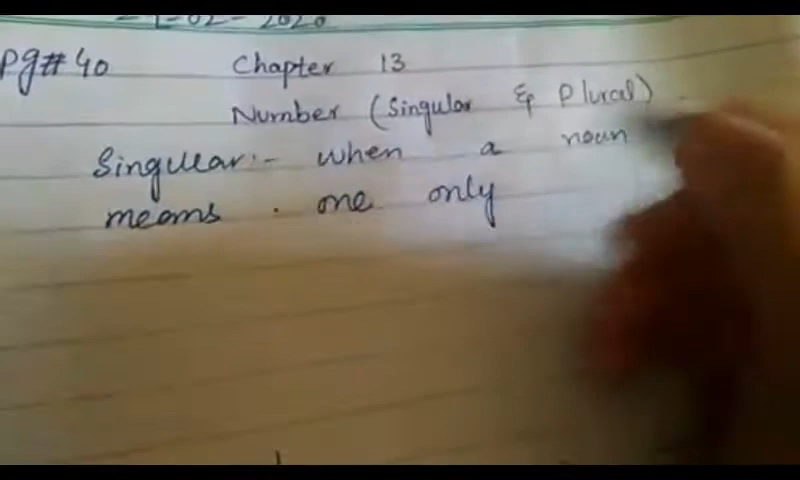 Pg# 40 Chapter 13
Number (Singular & Plural)
Singular:- when a noun
means one only